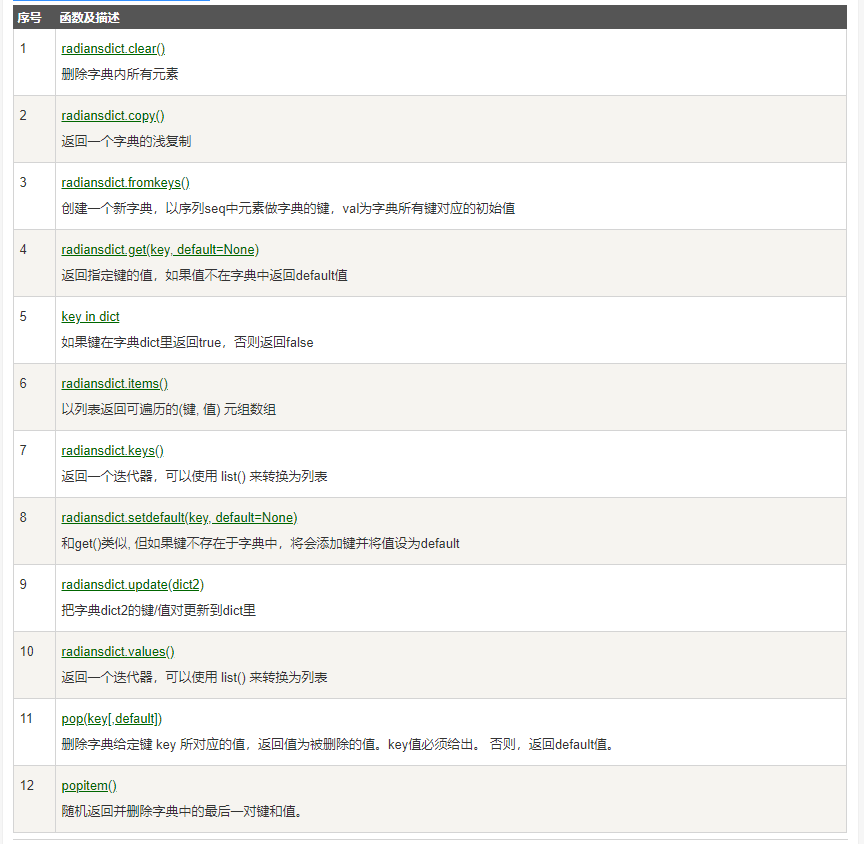 序号 函数及描述
1 radiansdict.clear()
删除字典内所有元素
2 radiansdict.copy()
返回一个字典的浅复制
3 radiansdict.fromkeys()
创建一个新字典，以序列seq中元素做字典的键，val为字典所有键对应的初始值
4 radiansdict.get(key, default=None)
返回指定键的值，如果值不在字典中返回default值
5 key in dict
如果键在字典dict里返回true，否则返回false
6 radiansdict.items()
以列表返回可遍历的(键, 值) 元组数组
7 radiansdict.keys()
返回一个迭代器，可以使用 list() 来转换为列表
8 radiansdict.setdefault(key, default=None)
和get()类似, 但如果键不存在于字典中，将会添加键并将值设为default
9 radiansdict.update(dict2)
把字典dict2的键/值对更新到dict里
10 radiansdict.values()
返回一个迭代器，可以使用 list() 来转换为列表
11 pop(key[,default])
删除字典给定键 key 所对应的值，返回值为被删除的值。key值必须给出。 否则，返回default值。
12 popitem()
随机返回并删除字典中的最后一对键和值。